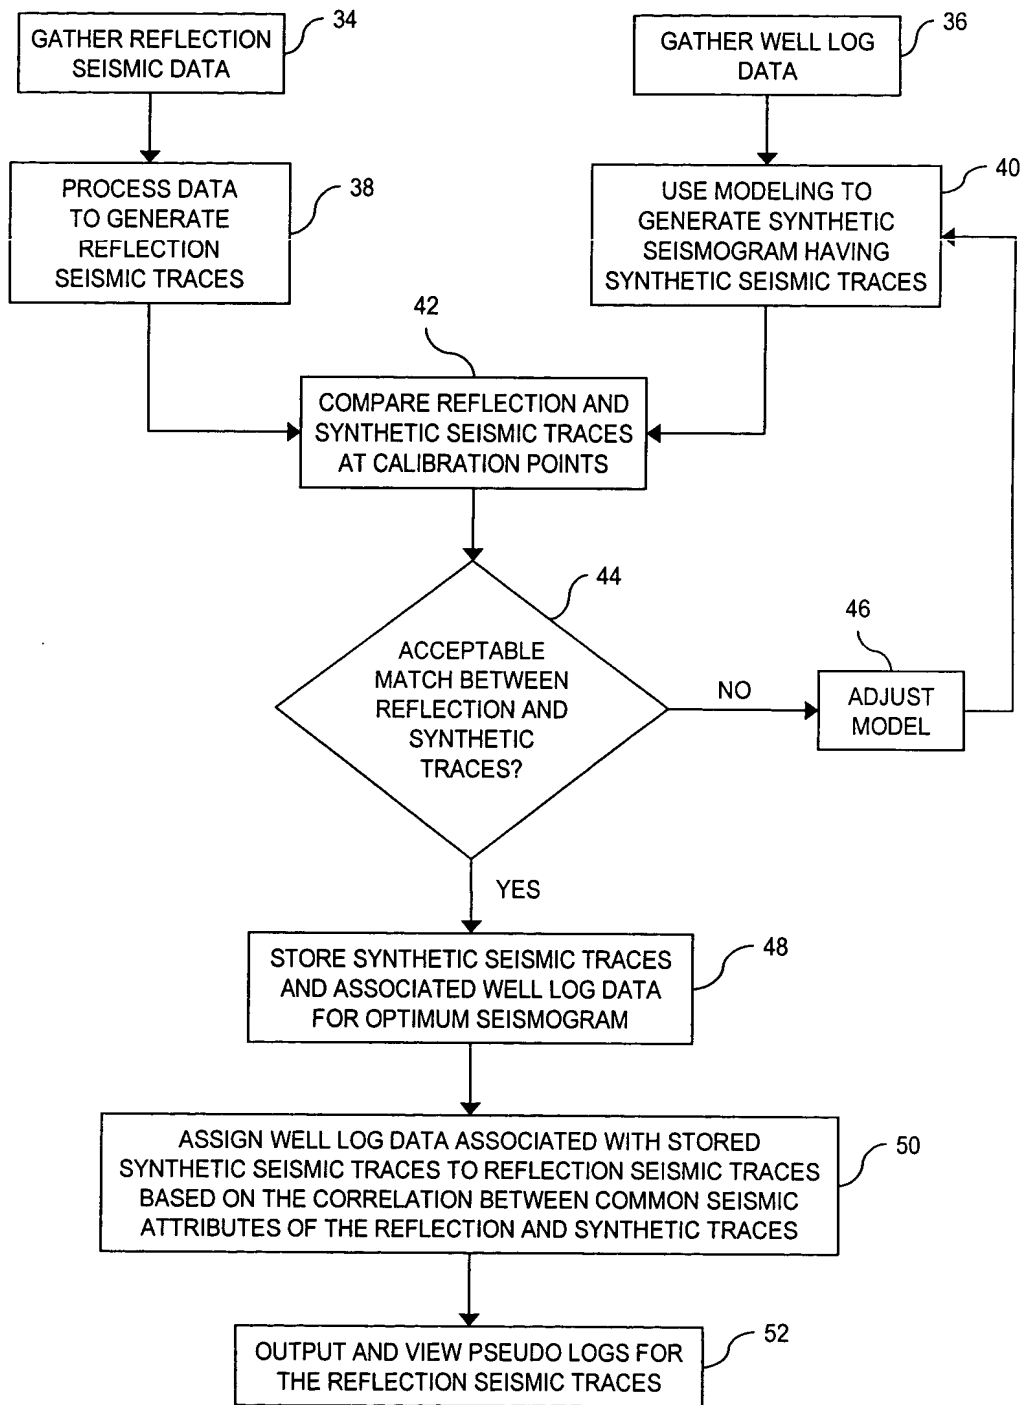 34
GATHER REFLECTION
SEISMIC DATA
36
GATHER WELL LOG
DATA
38
PROCESS DATA
TO GENERATE
REFLECTION
SEISMIC TRACES
40
USE MODELING TO
GENERATE SYNTHETIC
SEISMOGRAM HAVING
SYNTHETIC SEISMIC TRACES
42
COMPARE REFLECTION AND
SYNTHETIC SEISMIC TRACES
AT CALIBRATION POINTS
44
ACCEPTABLE
MATCH BETWEEN
REFLECTION AND
SYNTHETIC
TRACES?
NO
46
ADJUST
MODEL
YES
48
STORE SYNTHETIC SEISMIC TRACES
AND ASSOCIATED WELL LOG DATA
FOR OPTIMUM SEISMOGRAM
50
ASSIGN WELL LOG DATA ASSOCIATED WITH STORED
SYNTHETIC SEISMIC TRACES TO REFLECTION SEISMIC TRACES
BASED ON THE CORRELATION BETWEEN COMMON SEISMIC
ATTRIBUTES OF THE REFLECTION AND SYNTHETIC TRACES
52
OUTPUT AND VIEW PSEUDO LOGS FOR
THE REFLECTION SEISMIC TRACES